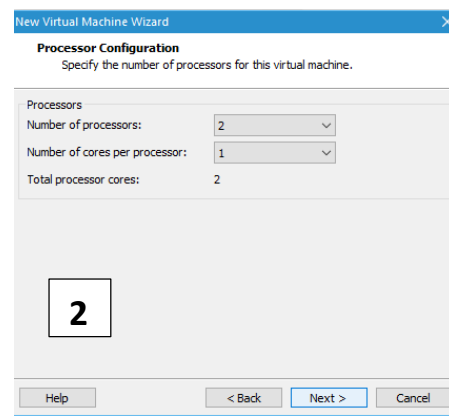 New Virtual Machine Wizard
Processor Configuration
Specify the number of processors for this virtual machine.
Processors
Number of processors: 2
Number of cores per processor: 1
Total processor cores: 2
2
Help < Back Next > Cancel